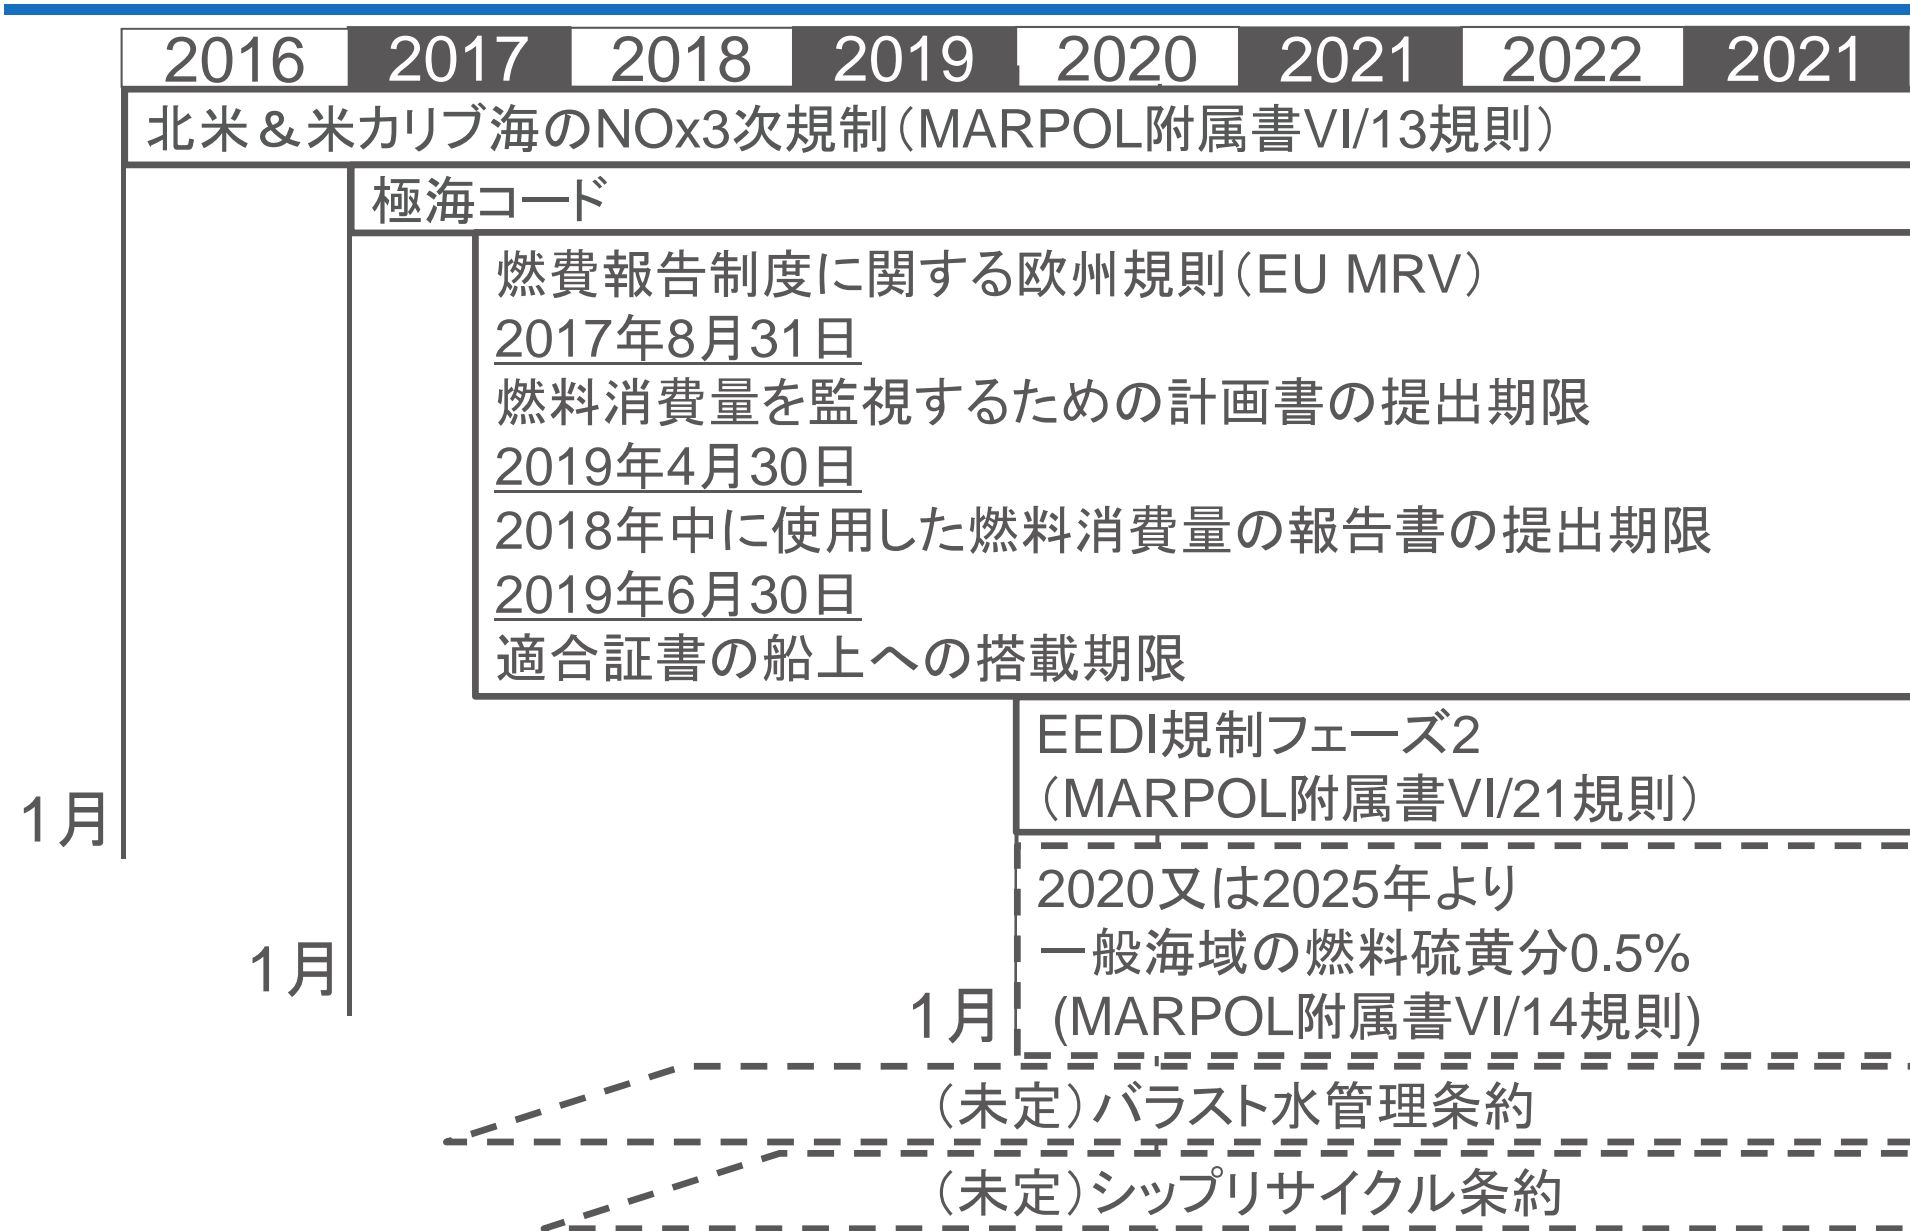 2016 2017 2018 2019 2020 2021 2022 2021
北米＆米カリブ海のNOx3次規制（MARPOL附属書VI/13規則）
極海コード
燃費報告制度に関する欧州規則（EU MRV）
2017年8月31日
燃料消費量を監視するための計画書の提出期限
2019年4月30日
2018年中に使用した燃料消費量の報告書の提出期限
2019年6月30日
適合証書の船上への搭載期限
EEDI規制フェーズ2
（MARPOL附属書VI/21規則）
1月
2020又は2025年より
一般海域の燃料硫黄分0.5%
(MARPOL附属書VI/14規則)
1月
1月
（未定）バラスト水管理条約
（未定）シップリサイクル条約